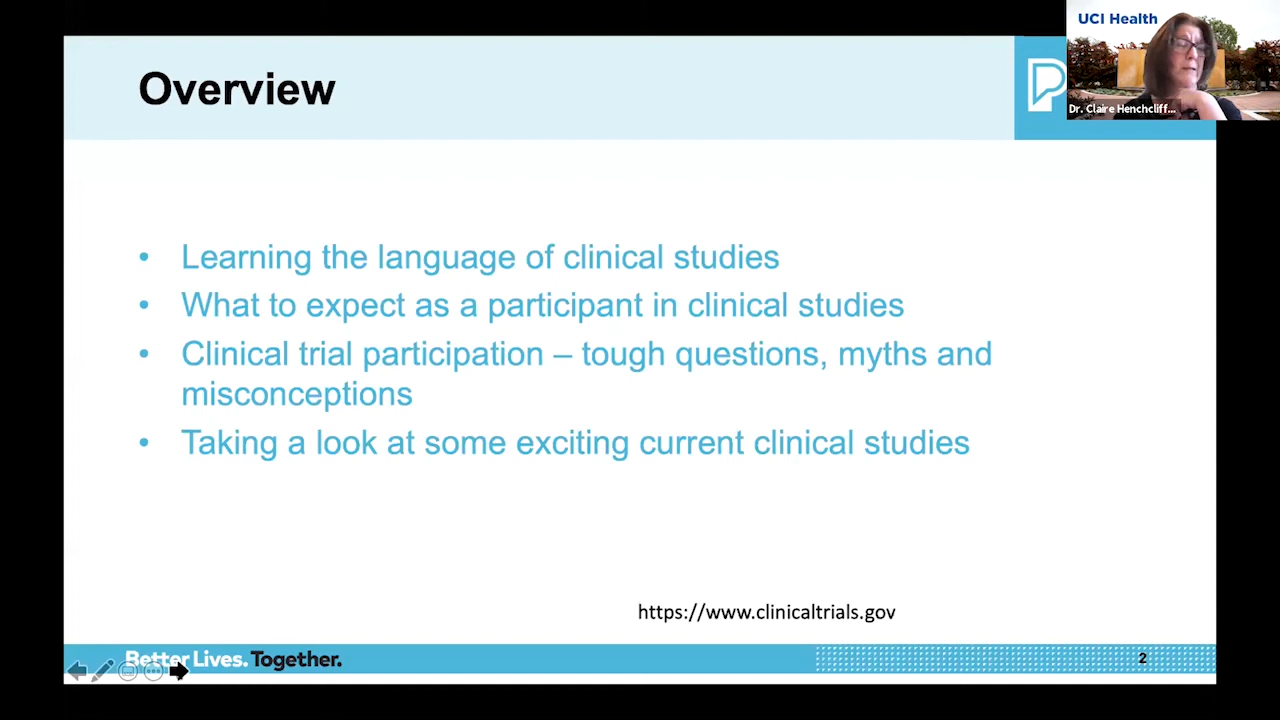 UCI Health
Overview
Dr. Claire Henchcliff...
• Learning the language of clinical studies
• What to expect as a participant in clinical studies
• Clinical trial participation – tough questions, myths and
misconceptions
• Taking a look at some exciting current clinical studies
https://www.clinicaltrials.gov
Better Lives. Together.
2